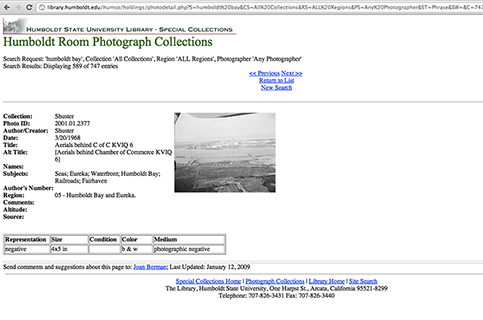 library.humboldt.edu/humco/holdings/photodetail.php?S=humboldt%20bay&CS=All%20Collections&RS=ALL%20Regions&PS=Any%20Photographer&ST=Phrase&SW=&C=747
HUMBOLDT STATE UNIVERSITY LIBRARY - SPECIAL COLLECTIONS
Humboldt Room Photograph Collections
Search Request: 'humboldt bay', Collection 'All Collections', Region 'ALL Regions', Photographer 'Any Photographer'
Search Results: Displaying 589 of 747 entries
<< Previous Next >>
Return to List
New Search
Collection: Shuster
Photo ID: 2001.01.2377
Author/Creator: Shuster
Date: 3/20/1968
Title: Aerials behind C of C KVIQ 6
Alt Title: [Aerials behind Chamber of Commerce KVIQ
6]
Names:
Subjects: Seas; Eureka; Waterfront; Humboldt Bay;
Railroads; Fairhaven
Author's Number:
Region: 05 - Humboldt Bay and Eureka.
Comments:
Altitude:
Source:
Representation Size Condition Color Medium
negative 4x5 in b & w photographic negative
Send comments and suggestions about this page to: Joan Berman; Last Updated: January 12, 2009
Special Collections Home | Photograph Collections | Library Home | Site Search
The Library, Humboldt State University, One Harpst St., Arcata, California 95521-8299
Telephone: 707-826-3431 Fax: 707-826-3440